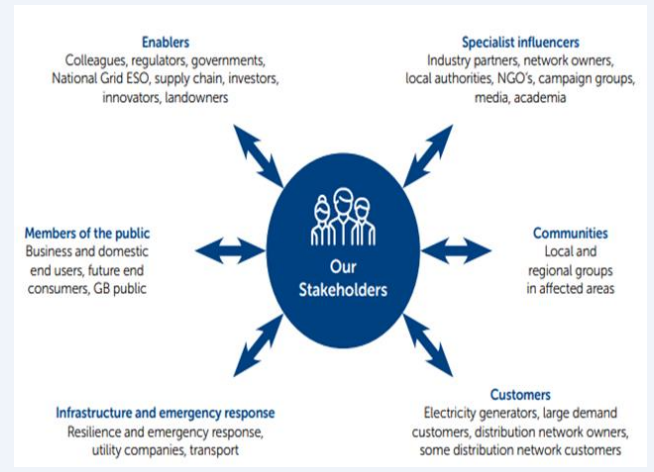 Enablers
Colleagues, regulators, governments,
National Grid ESO, supply chain, investors,
innovators, landowners
Specialist influencers
Industry partners, network owners,
local authorities, NGO's, campaign groups,
media, academia
Members of the public
Business and domestic
end users, future end
consumers, GB public
Our
Stakeholders
Communities
Local and
regional groups
in affected areas
Infrastructure and emergency response
Resilience and emergency response,
utility companies, transport
Customers
Electricity generators, large demand
customers, distribution network owners,
some distribution network customers